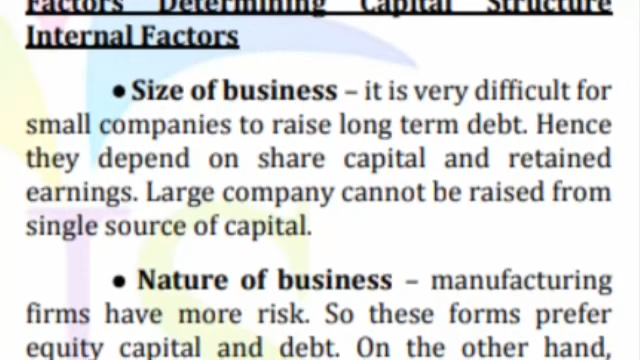 Factors Determining Capital Structure
Internal Factors
● Size of business – it is very difficult for
small companies to raise long term debt. Hence
they depend on share capital and retained
earnings. Large company cannot be raised from
single source of capital.
● Nature of business – manufacturing
firms have more risk. So these forms prefer
equity capital and debt. On the other hand,